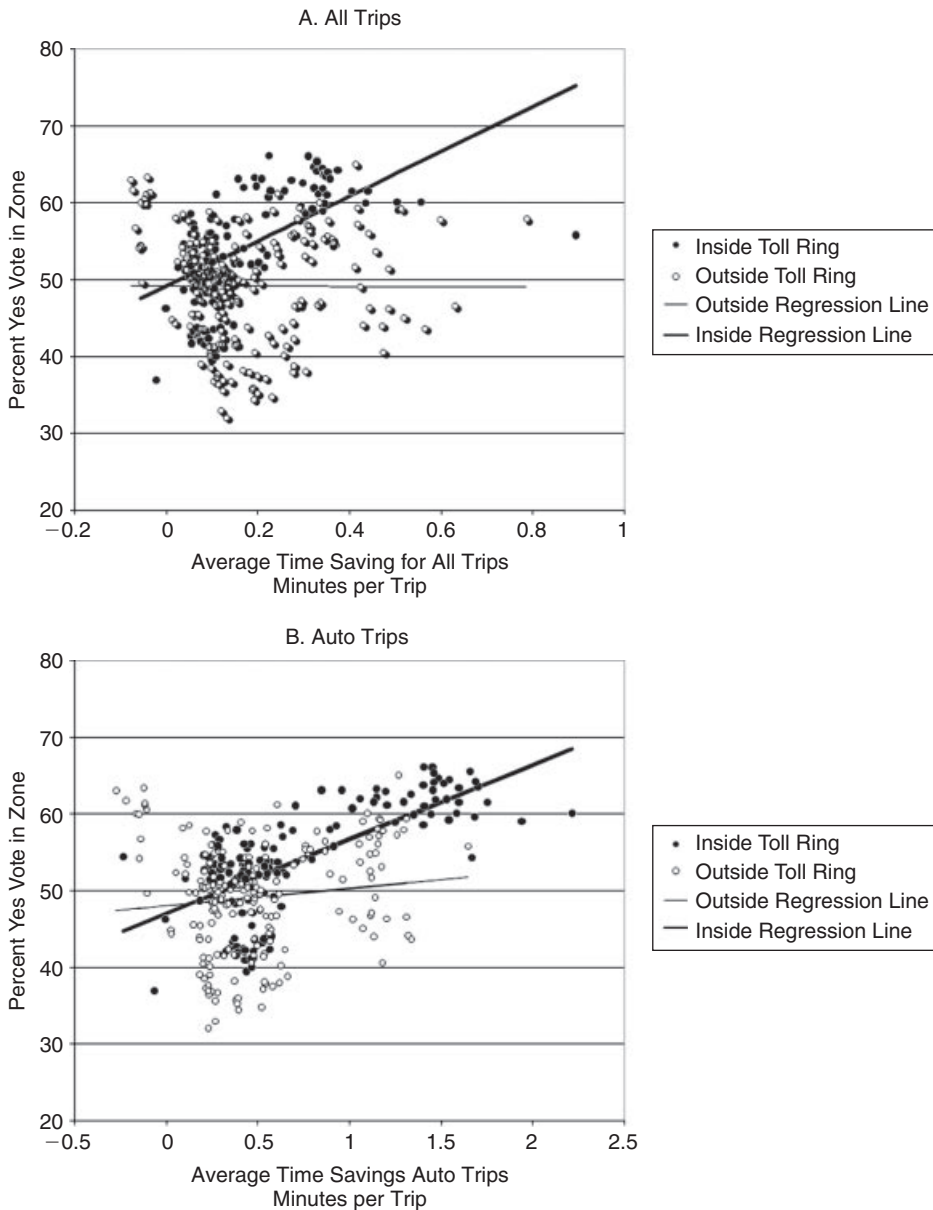 A. All Trips
80
70
60
50
40
30
20
−0.2
0
0.2
0.4
0.6
0.8
1
Percent Yes Vote in Zone
Average Time Saving for All Trips
Minutes per Trip
Inside Toll Ring
Outside Toll Ring
Outside Regression Line
Inside Regression Line
B. Auto Trips
80
70
60
50
40
30
20
−0.5
0
0.5
1
1.5
2
2.5
Percent Yes Vote in Zone
Average Time Savings Auto Trips
Minutes per Trip
Inside Toll Ring
Outside Toll Ring
Outside Regression Line
Inside Regression Line